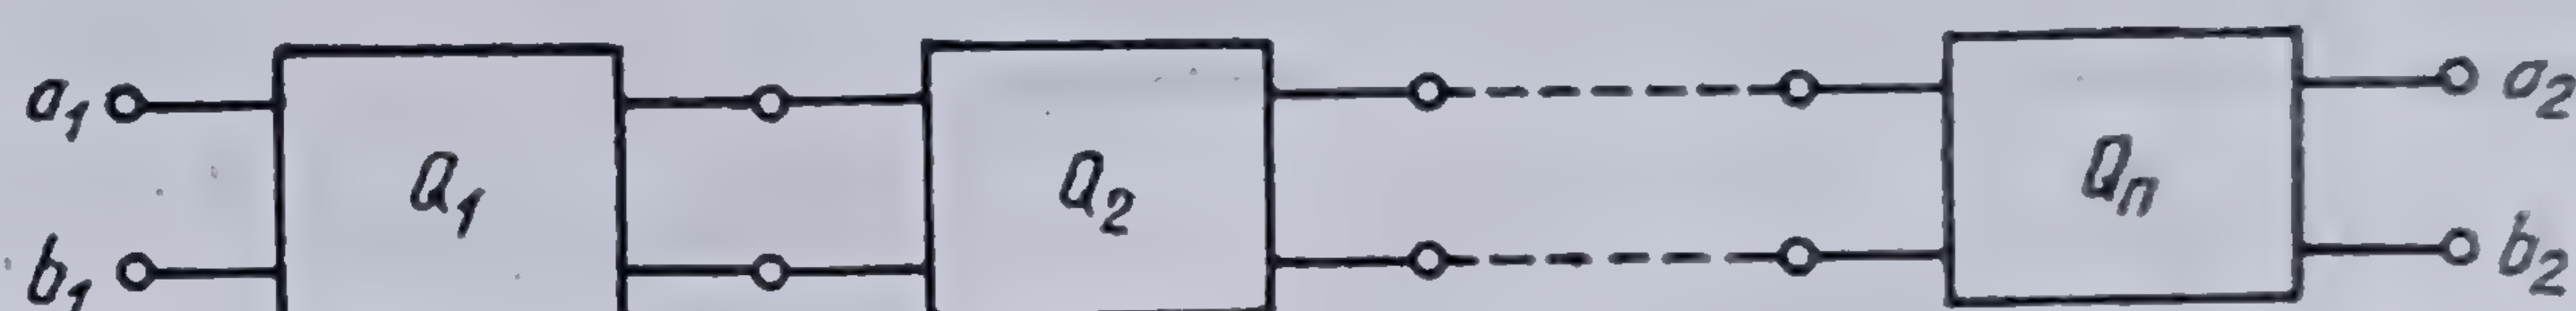 a₁ Q₁ Q₂ Qₙ a₂
b₁ b₂